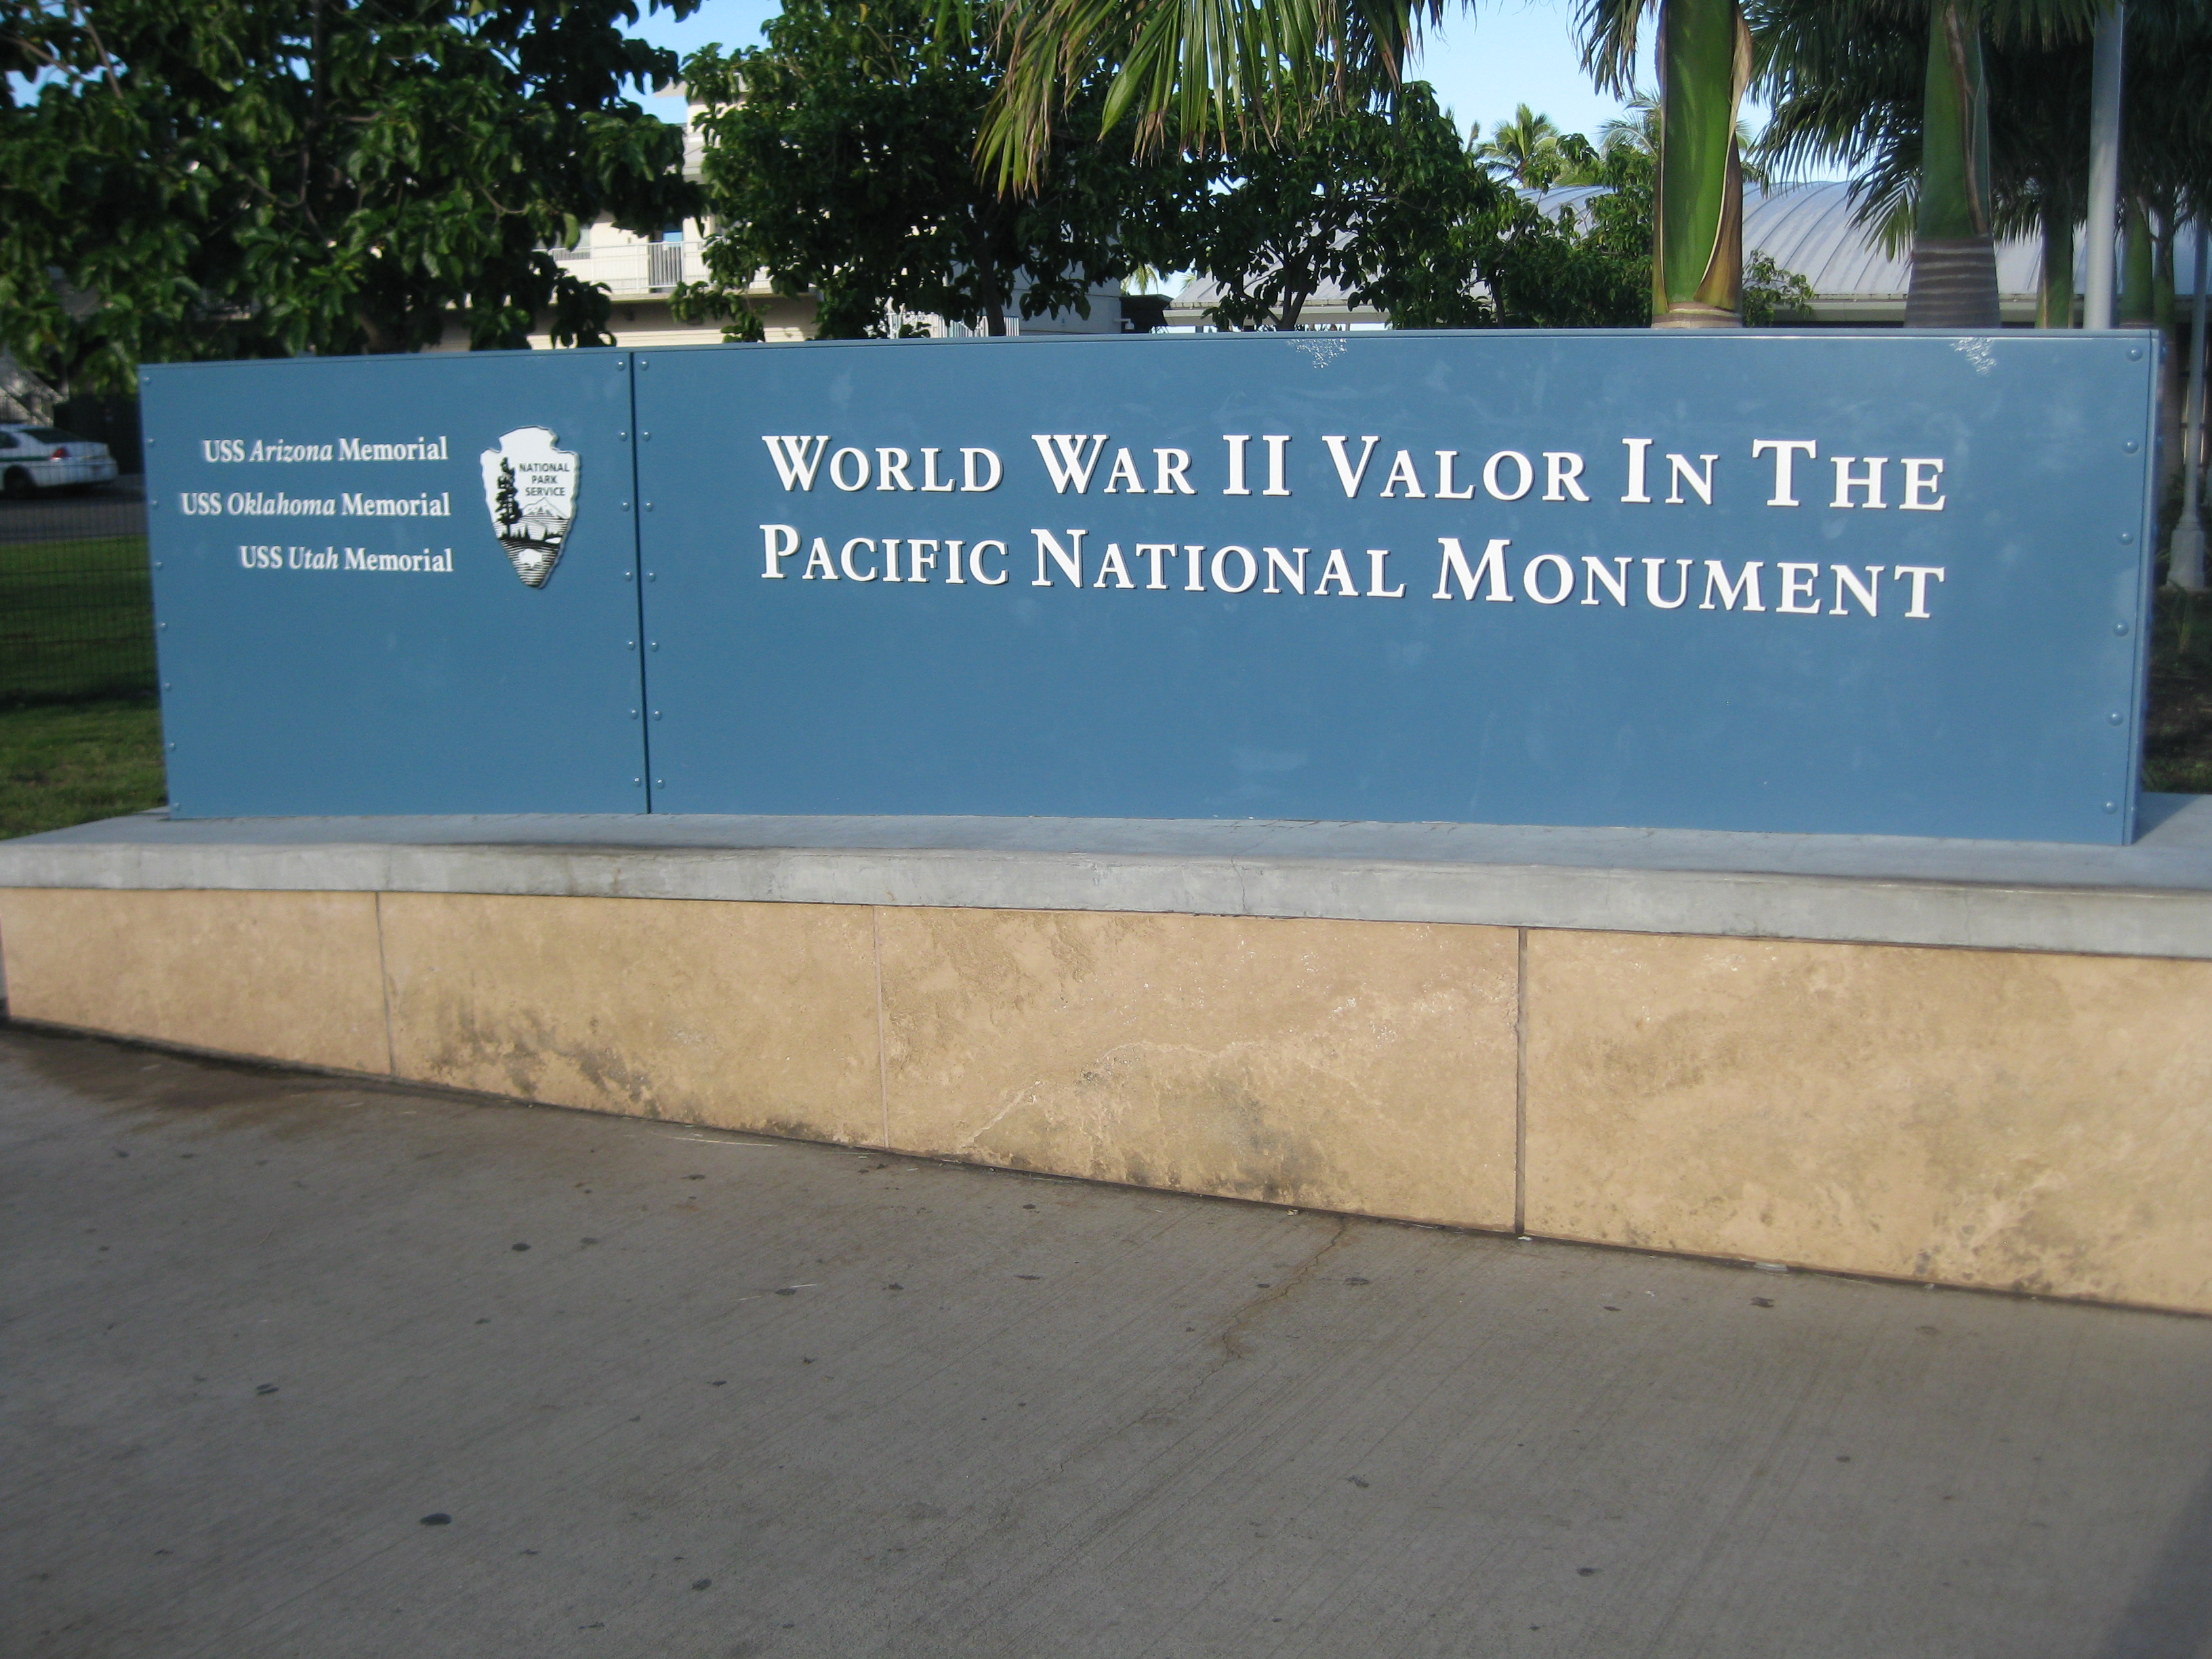 USS Arizona Memorial
USS Oklahoma Memorial
USS Utah Memorial
NATIONAL
PARK
SERVICE
WORLD WAR II VALOR IN THE
PACIFIC NATIONAL MONUMENT